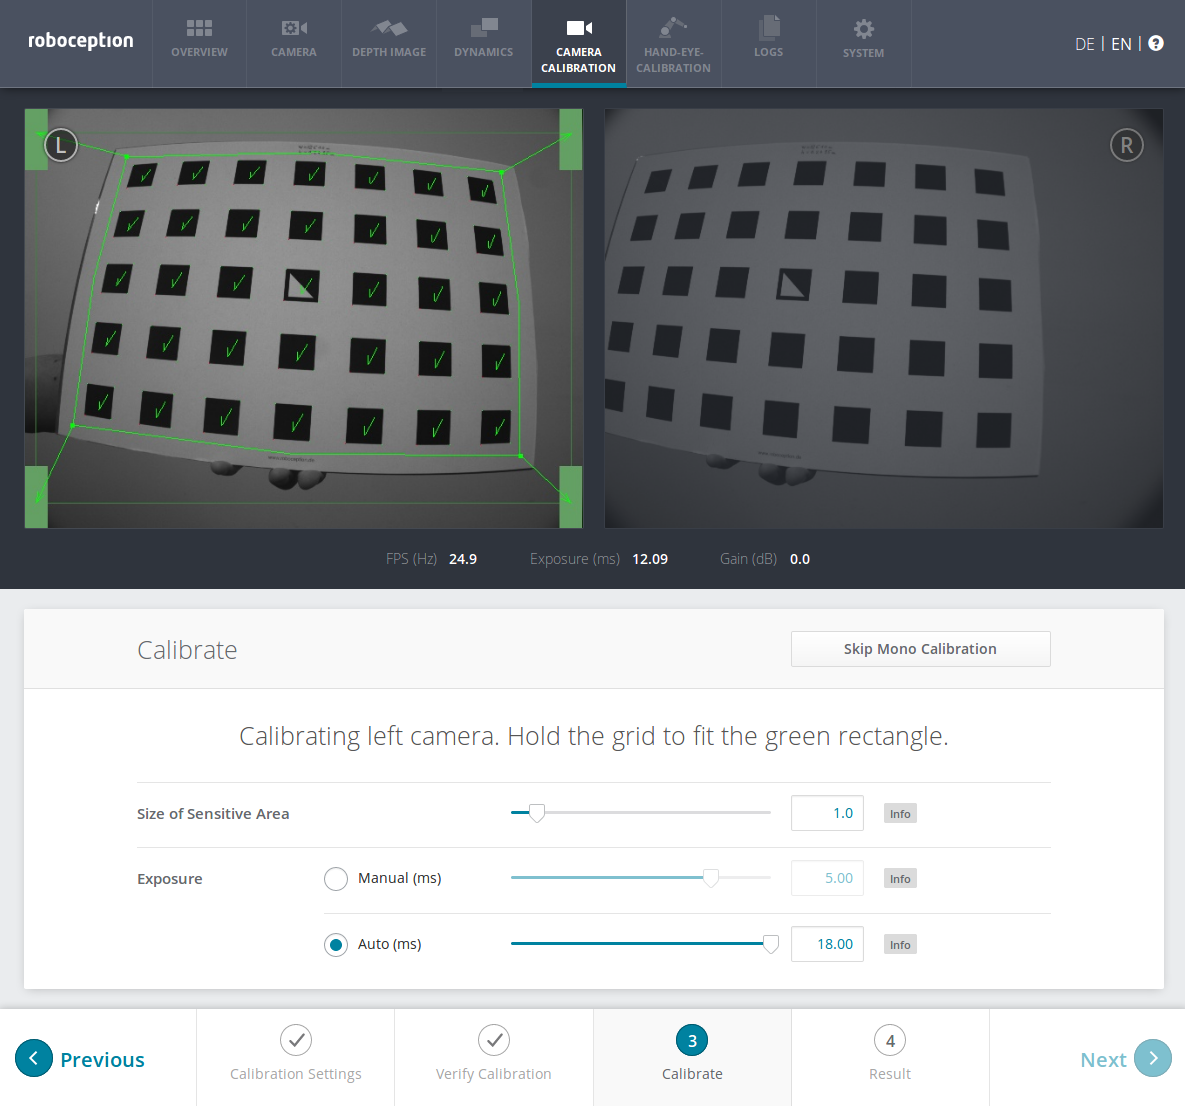 roboception
OVERVIEW
CAMERA
DEPTH IMAGE
DYNAMICS
CAMERA
CALIBRATION
HAND-EYE-
CALIBRATION
LOGS
SYSTEM
DE | EN | ?
L
R
FPS (Hz) 24.9 Exposure (ms) 12.09 Gain (dB) 0.0
Calibrate
Skip Mono Calibration
Calibrating left camera. Hold the grid to fit the green rectangle.
Size of Sensitive Area 1.0 Info
Exposure Manual (ms) 5.00 Info
Auto (ms) 18.00 Info
Previous
Calibration Settings
Verify Calibration
3
Calibrate
4
Result
Next